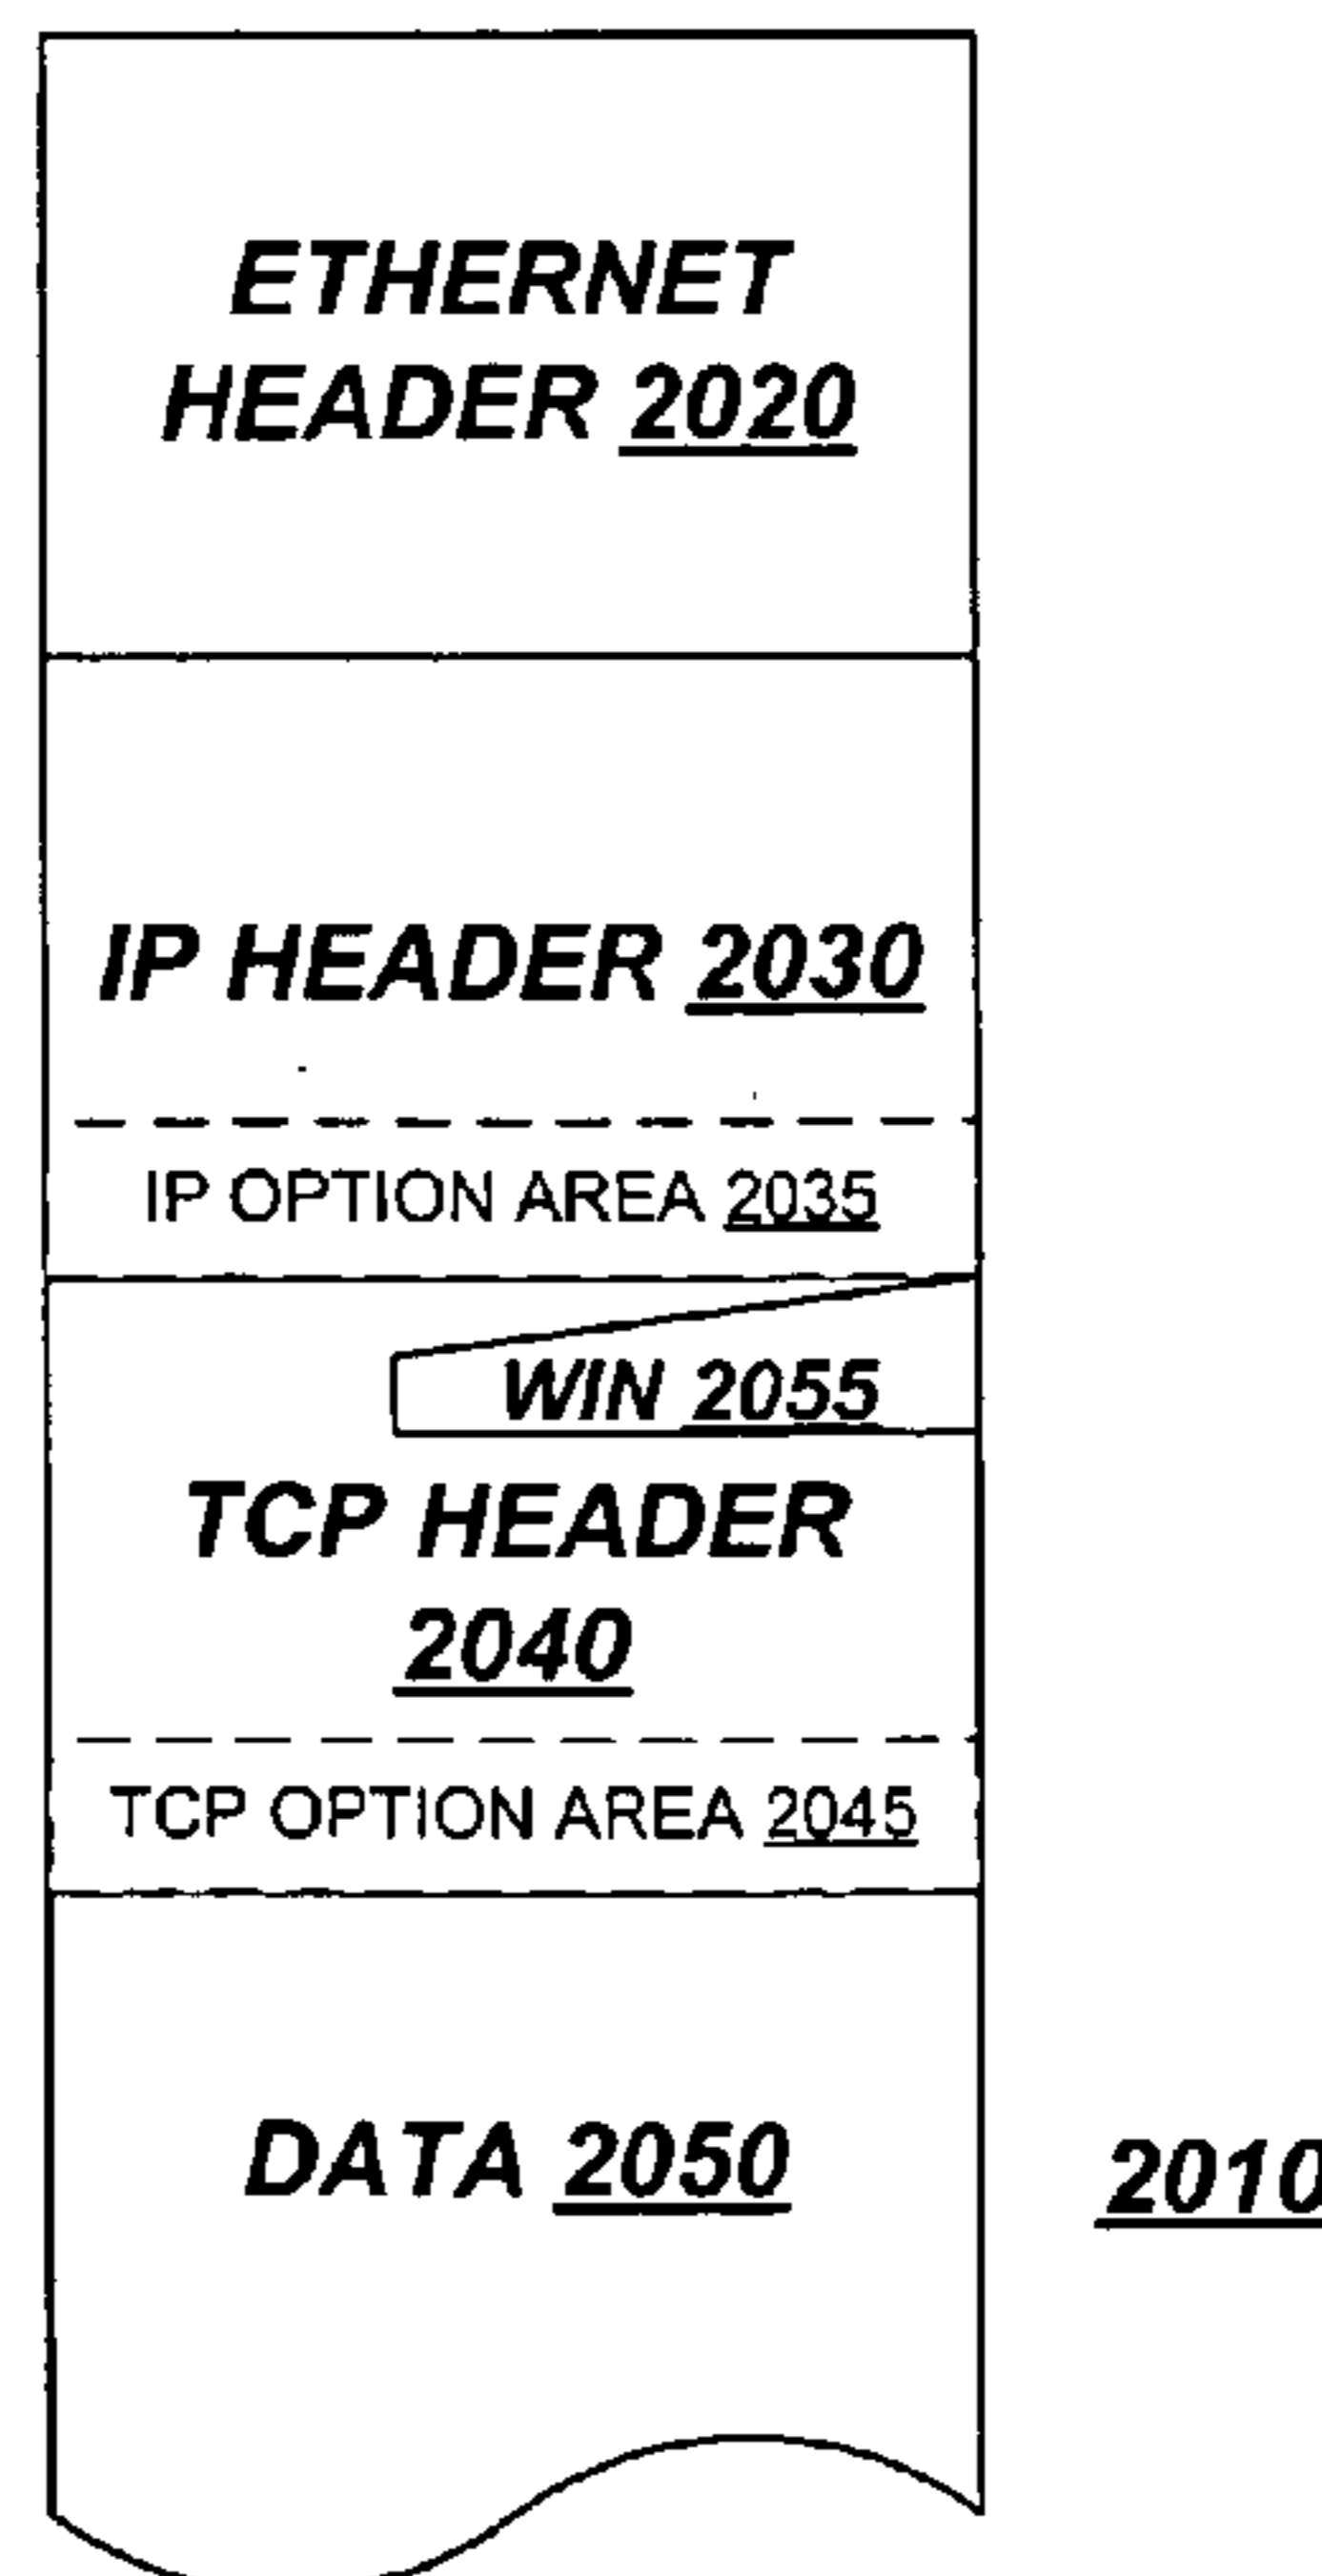 ETHERNET
HEADER 2020
IP HEADER 2030
IP OPTION AREA 2035
WIN 2055
TCP HEADER
2040
TCP OPTION AREA 2045
DATA 2050
2010